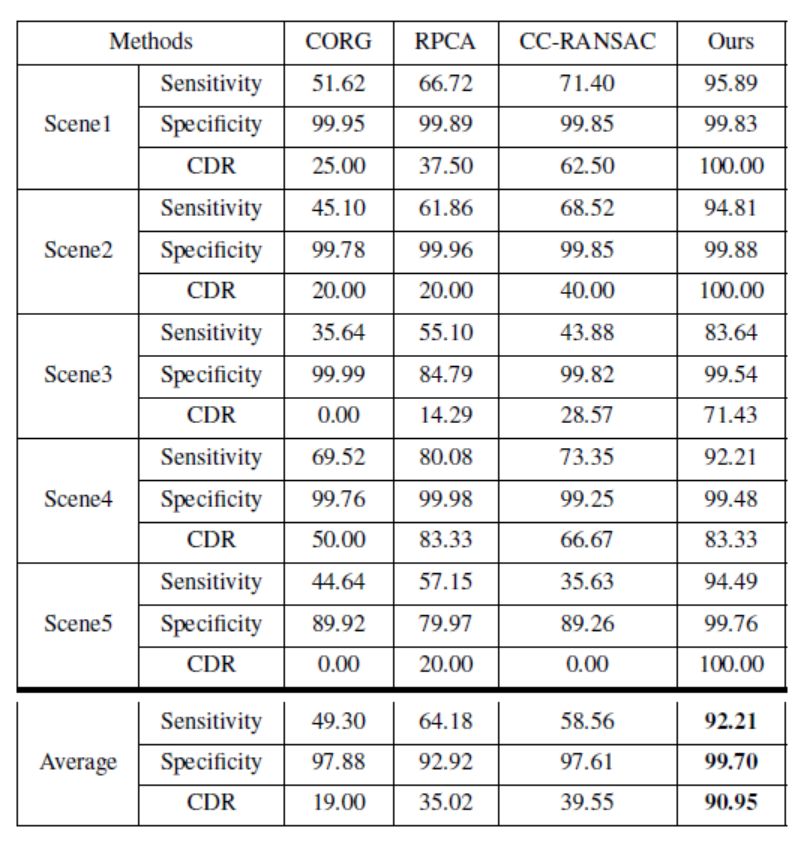 Methods CORG RPCA CC-RANSAC Ours
Scene1 Sensitivity 51.62 66.72 71.40 95.89
Specificity 99.95 99.89 99.85 99.83
CDR 25.00 37.50 62.50 100.00
Scene2 Sensitivity 45.10 61.86 68.52 94.81
Specificity 99.78 99.96 99.85 99.88
CDR 20.00 20.00 40.00 100.00
Scene3 Sensitivity 35.64 55.10 43.88 83.64
Specificity 99.99 84.79 99.82 99.54
CDR 0.00 14.29 28.57 71.43
Scene4 Sensitivity 69.52 80.08 73.35 92.21
Specificity 99.76 99.98 99.25 99.48
CDR 50.00 83.33 66.67 83.33
Scene5 Sensitivity 44.64 57.15 35.63 94.49
Specificity 89.92 79.97 89.26 99.76
CDR 0.00 20.00 0.00 100.00
Average Sensitivity 49.30 64.18 58.56 92.21
Specificity 97.88 92.92 97.61 99.70
CDR 19.00 35.02 39.55 90.95